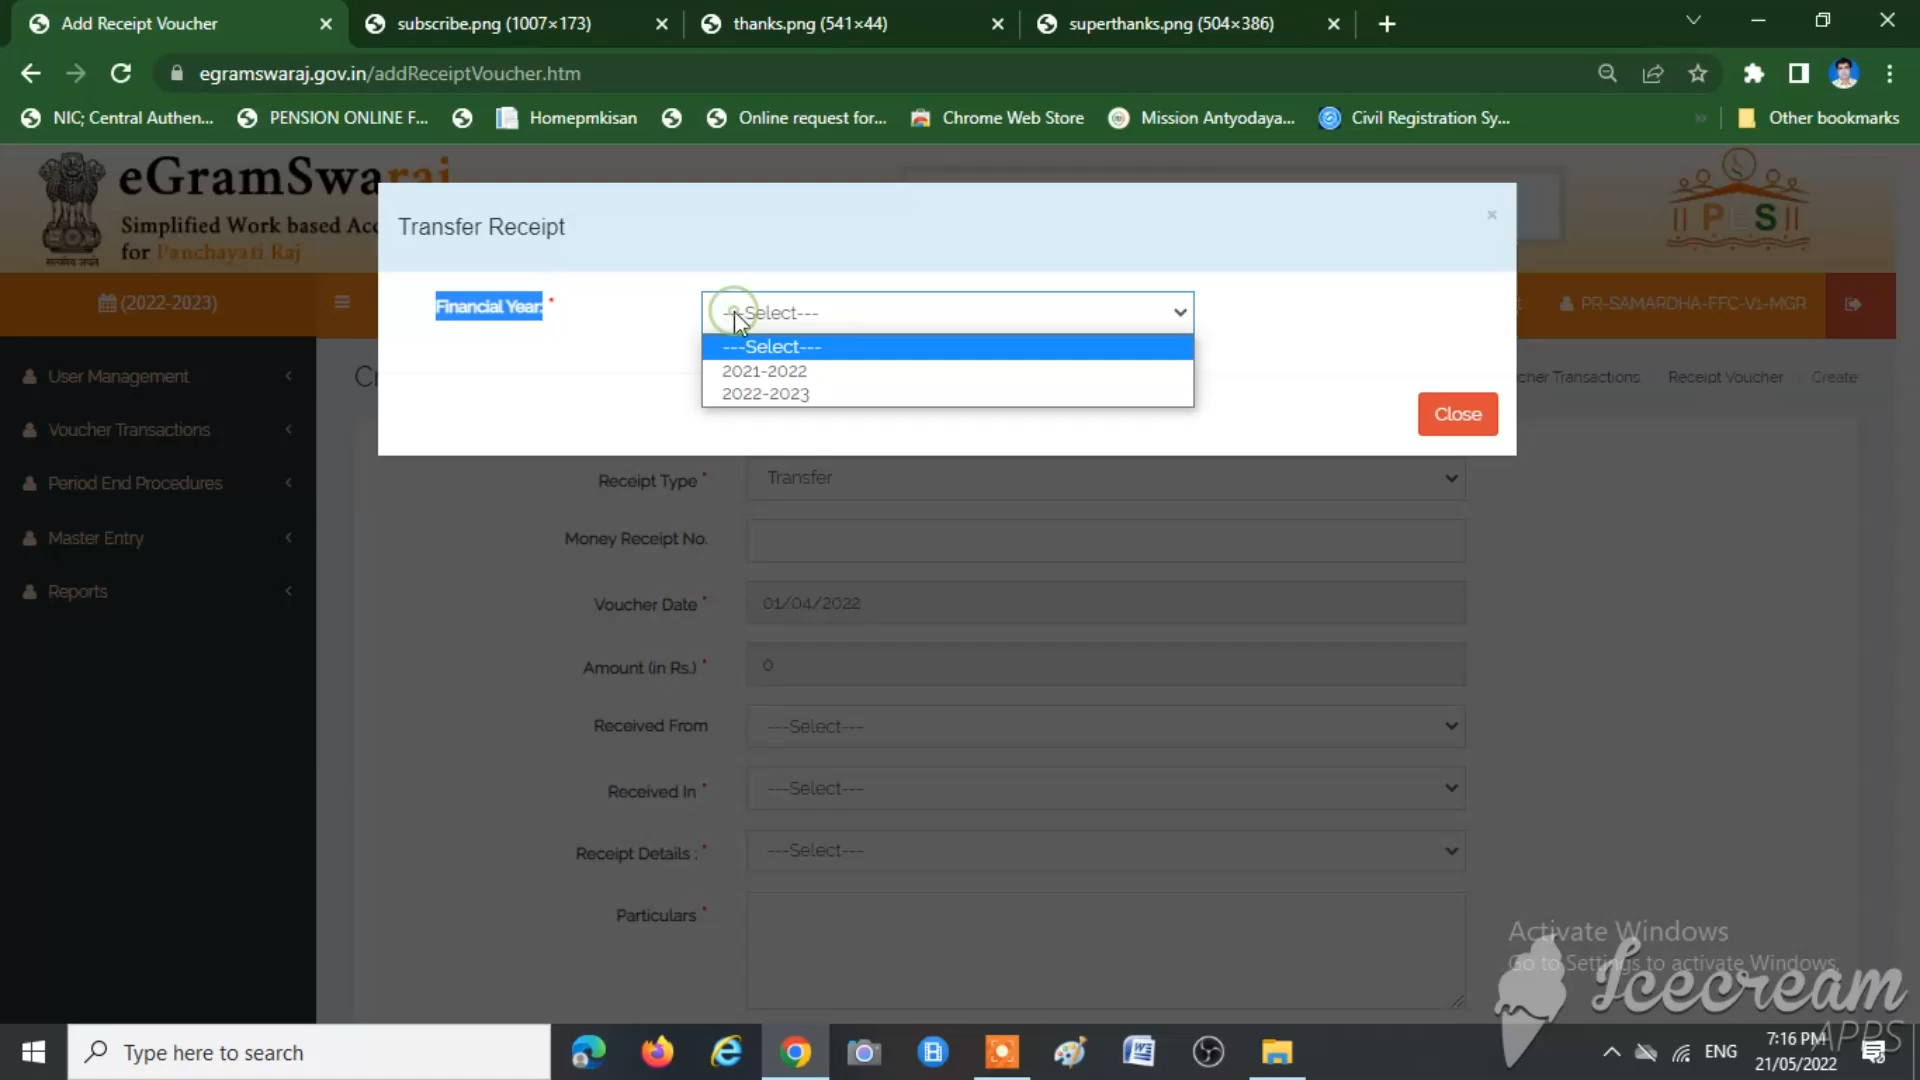 Add Receipt Voucher
subscribe.png (1007×173)
thanks.png (541×44)
superthanks.png (504×386)
egramswaraj.gov.in/addReceiptVoucher.htm
NIC; Central Authen...
PENSION ONLINE F...
Homepmkisan
Online request for...
Chrome Web Store
Mission Antyodaya...
Civil Registration Sy...
Other bookmarks
eGramSwaraj
Simplified Work based Acc
for Panchayati Raj
सत्यमेव जयते
PES
Transfer Receipt
×
Financial Year: *
---Select---
---Select---
2021-2022
2022-2023
Close
(2022-2023)
PR-SAMARDHA-FFC-V1-MGR
User Management
Voucher Transactions
Period End Procedures
Master Entry
Reports
Cr
cher Transactions
Receipt Voucher
Create
Receipt Type *
Transfer
Money Receipt No.
Voucher Date *
01/04/2022
Amount (in Rs.) *
0
Received From
---Select---
Received In *
---Select---
Receipt Details : *
---Select---
Particulars *
Activate Windows
Go to Settings to activate Windows.
Icecream
APPS
Type here to search
ENG
7:16 PM
21/05/2022